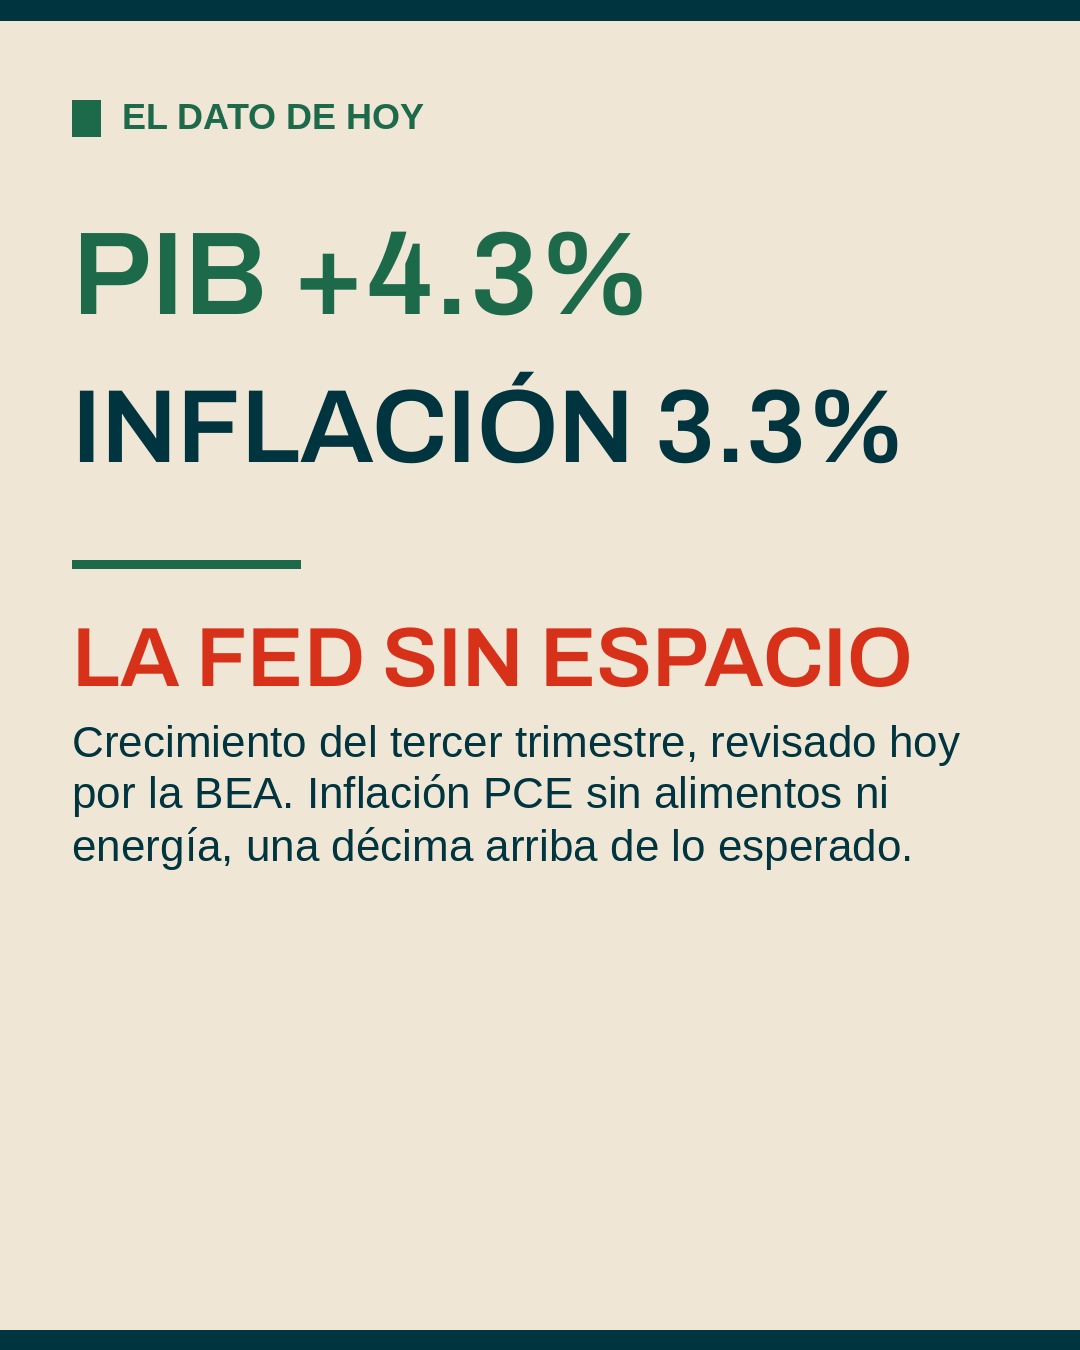 EL DATO DE HOY
PIB +4.3%
INFLACIÓN 3.3%
LA FED SIN ESPACIO
Crecimiento del tercer trimestre, revisado hoy
por la BEA. Inflación PCE sin alimentos ni
energía, una décima arriba de lo esperado.